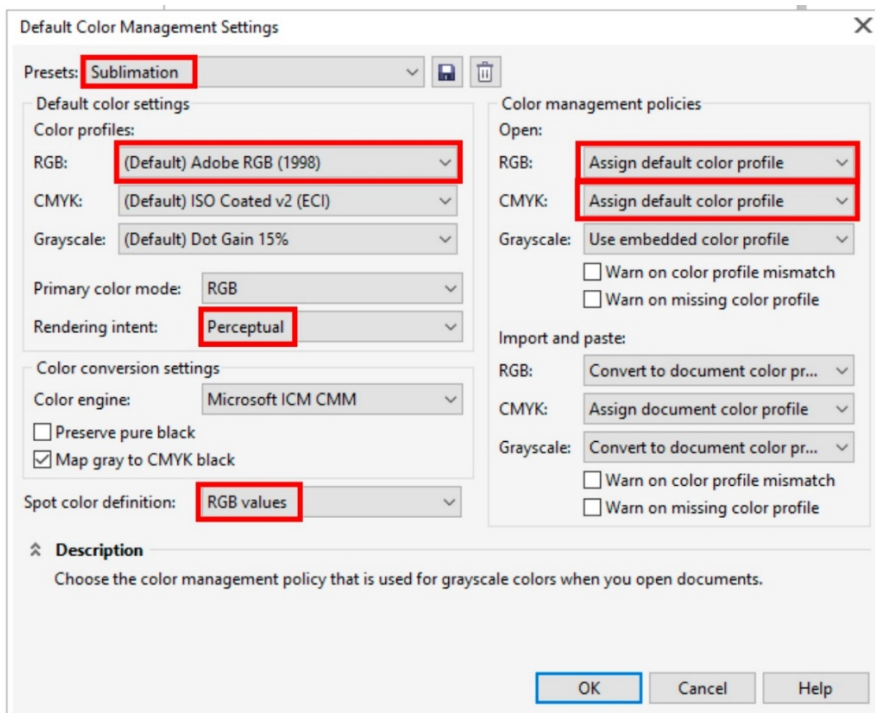 Default Color Management Settings
Presets: Sublimation
Default color settings
Color profiles:
RGB: (Default) Adobe RGB (1998)
CMYK: (Default) ISO Coated v2 (ECI)
Grayscale: (Default) Dot Gain 15%
Primary color mode: RGB
Rendering intent: Perceptual
Color conversion settings
Color engine: Microsoft ICM CMM
Preserve pure black
Map gray to CMYK black
Spot color definition: RGB values
Color management policies
Open:
RGB: Assign default color profile
CMYK: Assign default color profile
Grayscale: Use embedded color profile
Warn on color profile mismatch
Warn on missing color profile
Import and paste:
RGB: Convert to document color pr...
CMYK: Assign document color profile
Grayscale: Convert to document color pr...
Warn on color profile mismatch
Warn on missing color profile
Description
Choose the color management policy that is used for grayscale colors when you open documents.
OK Cancel Help